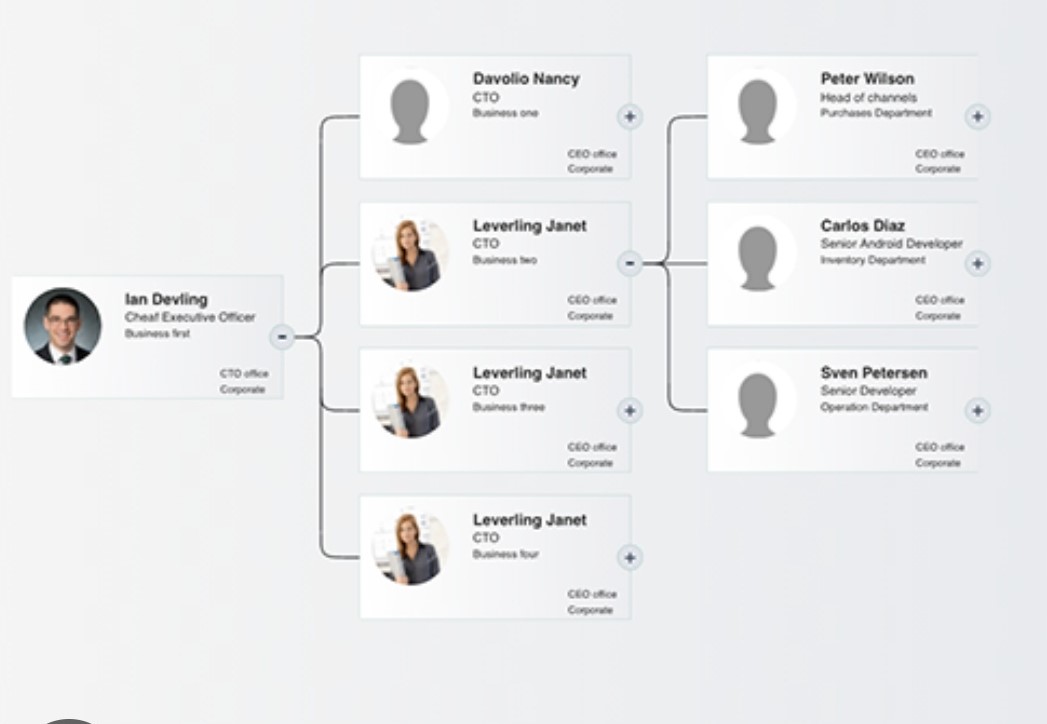 Davolio Nancy
CTO
Business one
CEO office
Corporate
Peter Wilson
Head of channels
Purchases Department
CEO office
Corporate
Leverling Janet
CTO
Business two
CEO office
Corporate
Carlos Diaz
Senior Android Developer
Inventory Department
CEO office
Corporate
Ian Devling
Cheaf Executive Officer
Business first
CTO office
Corporate
Leverling Janet
CTO
Business three
CEO office
Corporate
Sven Petersen
Senior Developer
Operation Department
CEO office
Corporate
Leverling Janet
CTO
Business four
CEO office
Corporate